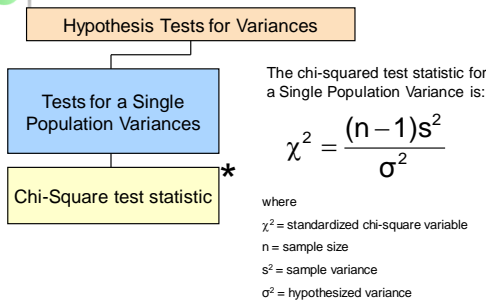 Hypothesis Tests for Variances
Tests for a Single
Population Variances
Chi-Square test statistic
*
The chi-squared test statistic for
a Single Population Variance is:
χ² = (n − 1)s² / σ²
where
χ² = standardized chi-square variable
n = sample size
s² = sample variance
σ² = hypothesized variance